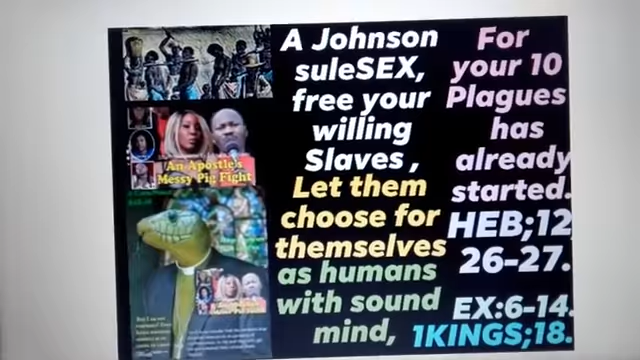 A Johnson
suleSEX,
free your
willing
Slaves ,
Let them
choose for
themselves
as humans
with sound
mind,
For
your 10
Plagues
has
already
started.
HEB;12
26-27.
EX:6-14.
1KINGS;18.
An Apostle's
Messy Pig Fight